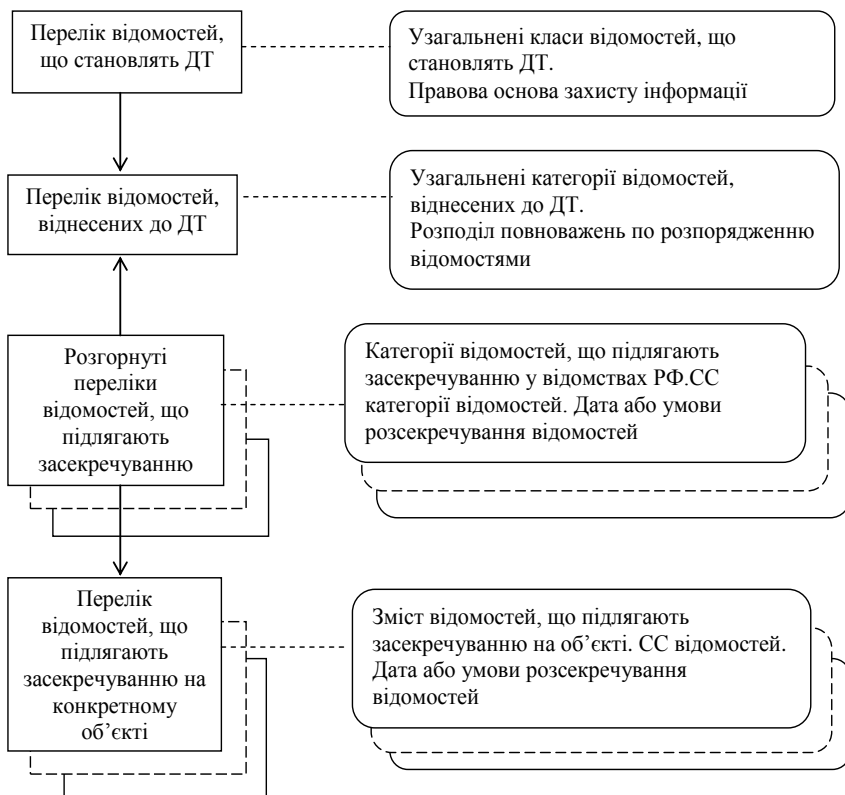 Перелік відомостей,
що становлять ДТ
Узагальнені класи відомостей, що
становлять ДТ.
Правова основа захисту інформації
Перелік відомостей,
віднесених до ДТ
Узагальнені категорії відомостей,
віднесених до ДТ.
Розподіл повноважень по розпорядженню
відомостями
Розгорнуті
переліки
відомостей, що
підлягають
засекречуванню
Категорії відомостей, що підлягають
засекречуванню у відомствах РФ.СС
категорії відомостей. Дата або умови
розсекречування відомостей
Перелік
відомостей, що
підлягають
засекречуванню на
конкретному
об’єкті
Зміст відомостей, що підлягають
засекречуванню на об’єкті. СС відомостей.
Дата або умови розсекречування
відомостей